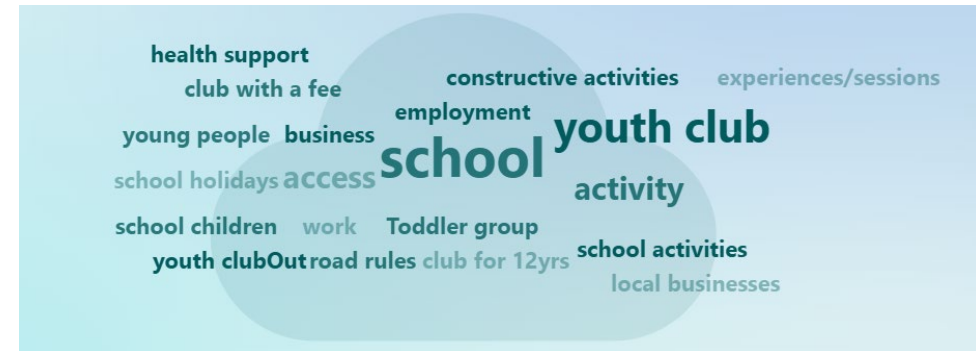 health support
constructive activities experiences/sessions
club with a fee
employment
young people business school youth club
school holidays access activity
school children work Toddler group
youth clubOut road rules club for 12yrs school activities
local businesses